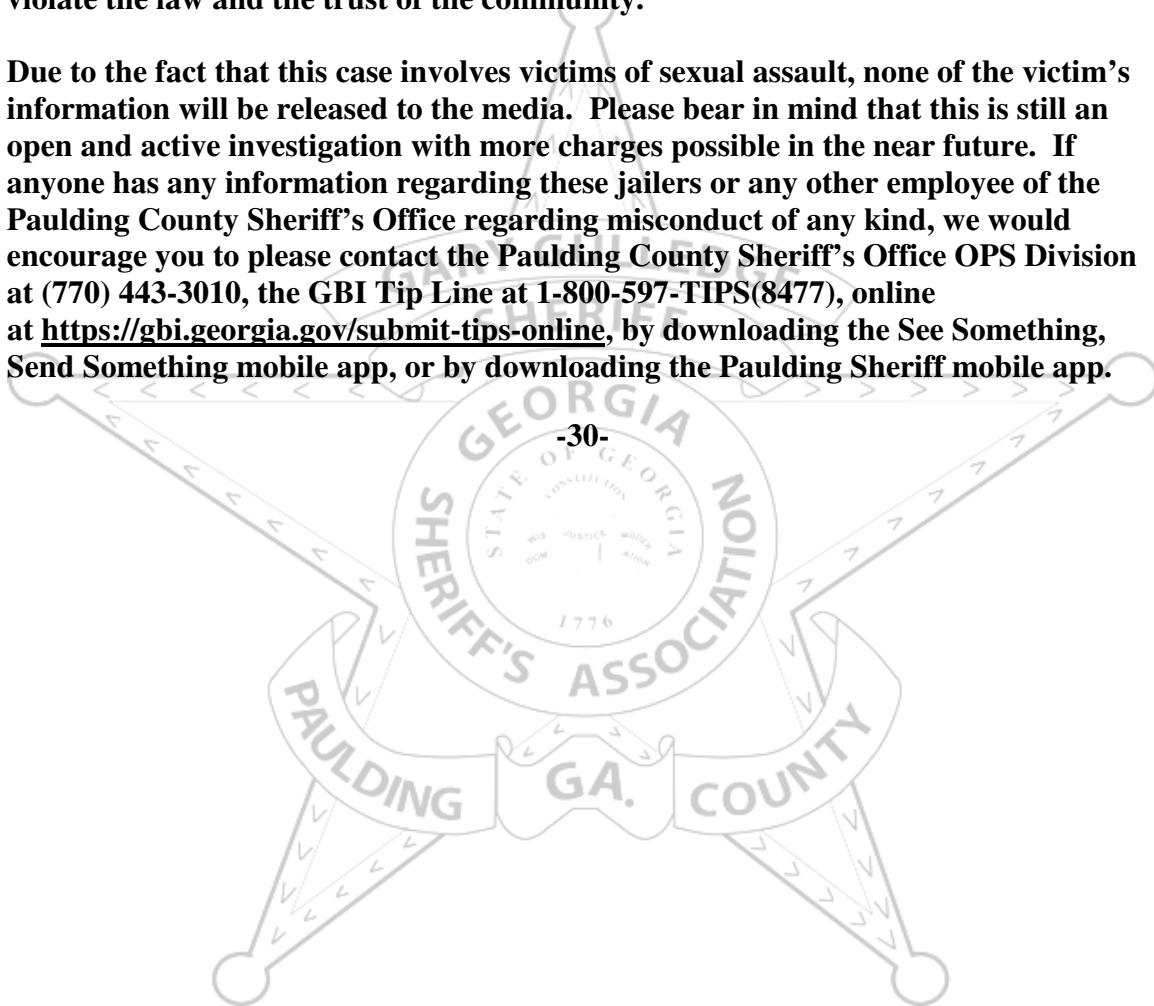 violate the law and the trust of the community.
Due to the fact that this case involves victims of sexual assault, none of the victim’s
information will be released to the media.  Please bear in mind that this is still an
open and active investigation with more charges possible in the near future.  If
anyone has any information regarding these jailers or any other employee of the
Paulding County Sheriff’s Office regarding misconduct of any kind, we would
encourage you to please contact the Paulding County Sheriff’s Office OPS Division
at (770) 443-3010, the GBI Tip Line at 1-800-597-TIPS(8477), online
at https://gbi.georgia.gov/submit-tips-online, by downloading the See Something,
Send Something mobile app, or by downloading the Paulding Sheriff mobile app.
-30-
GARY GULLEDGE
SHERIFF
GEORGIA SHERIFF'S ASSOCIATION
STATE OF GEORGIA
CONSTITUTION
WIS JUSTICE MODER
DOM ATION
1776
PAULDING GA. COUNTY